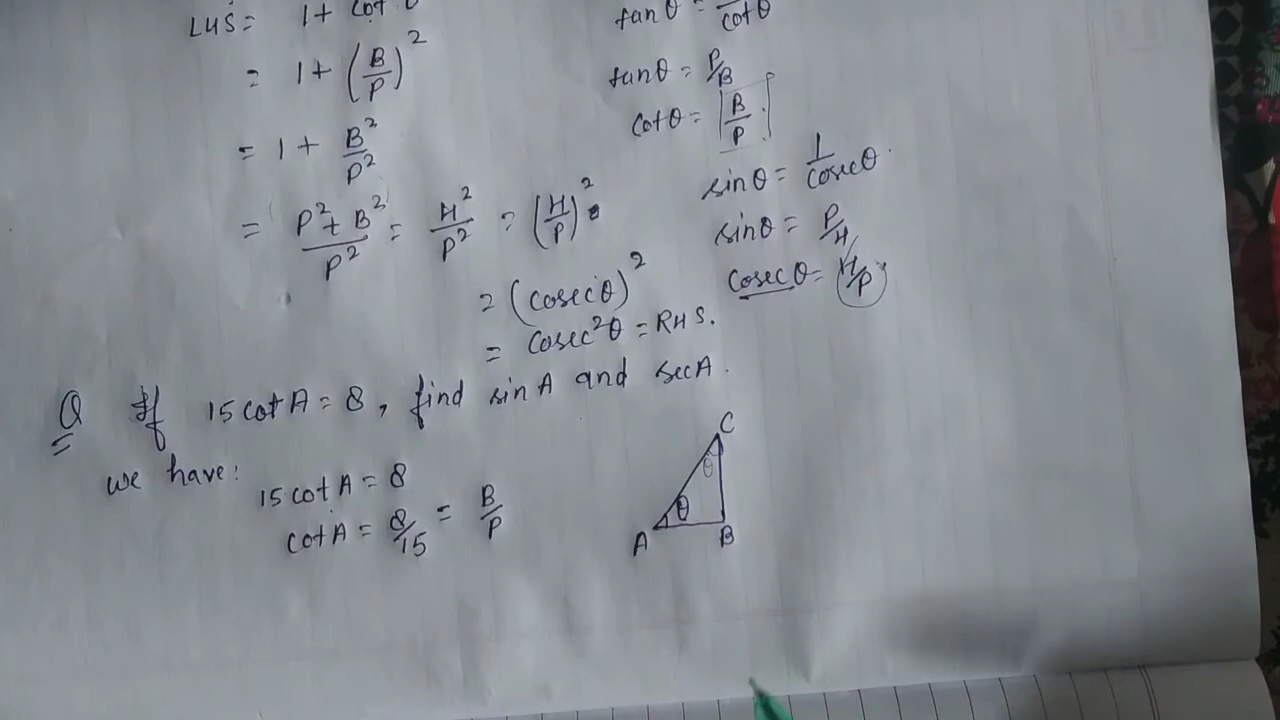 LHS = 1 + cot
= 1 + (B/P)²
= 1 + B²/P²
= P² + B²/P² = H²/P² = (H/P)²
= (cosecθ)²
= cosec²θ = RHS.
tanθ = /cotθ
tanθ = P/B
cotθ = B/P
sinθ = 1/cosecθ
sinθ = P/H
cosecθ = H/P
Q If 15 cot A = 8, find sin A and sec A.
we have:
15 cot A = 8
cot A = 8/15 = B/P
C
θ
θ
A
B